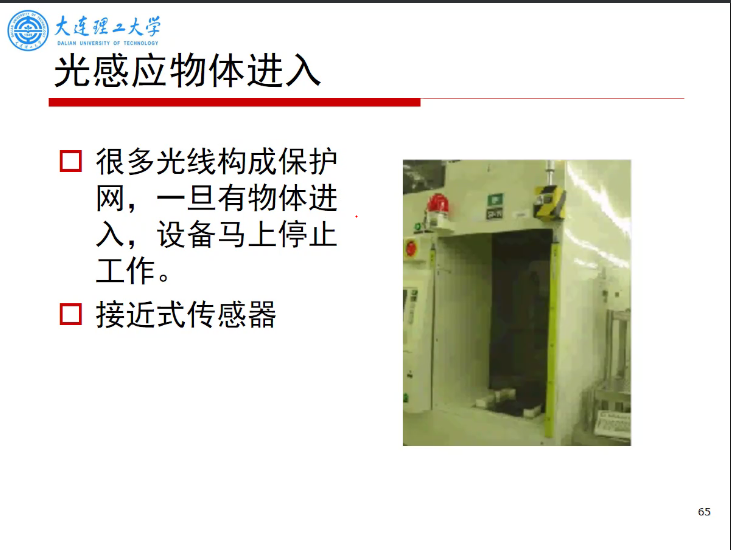 大连理工大学
DALIAN UNIVERSITY OF TECHNOLOGY
光感应物体进入
很多光线构成保护
网，一旦有物体进
入，设备马上停止
工作。
接近式传感器
65